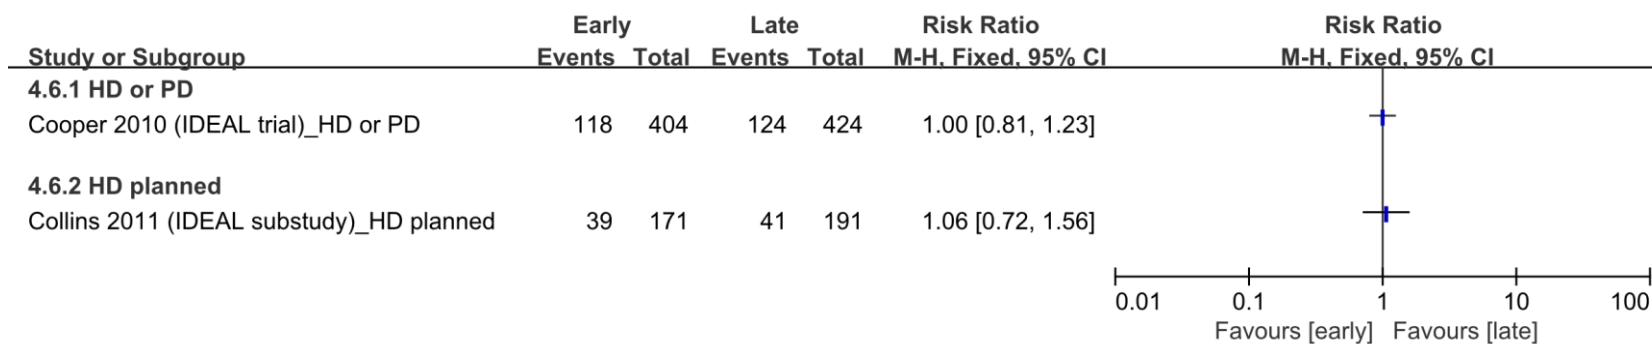 Early Late Risk Ratio Risk Ratio
Study or Subgroup Events Total Events Total M-H, Fixed, 95% CI M-H, Fixed, 95% CI
4.6.1 HD or PD
Cooper 2010 (IDEAL trial)_HD or PD 118 404 124 424 1.00 [0.81, 1.23]
4.6.2 HD planned
Collins 2011 (IDEAL substudy)_HD planned 39 171 41 191 1.06 [0.72, 1.56]
0.01 0.1 1 10 100
Favours [early] Favours [late]